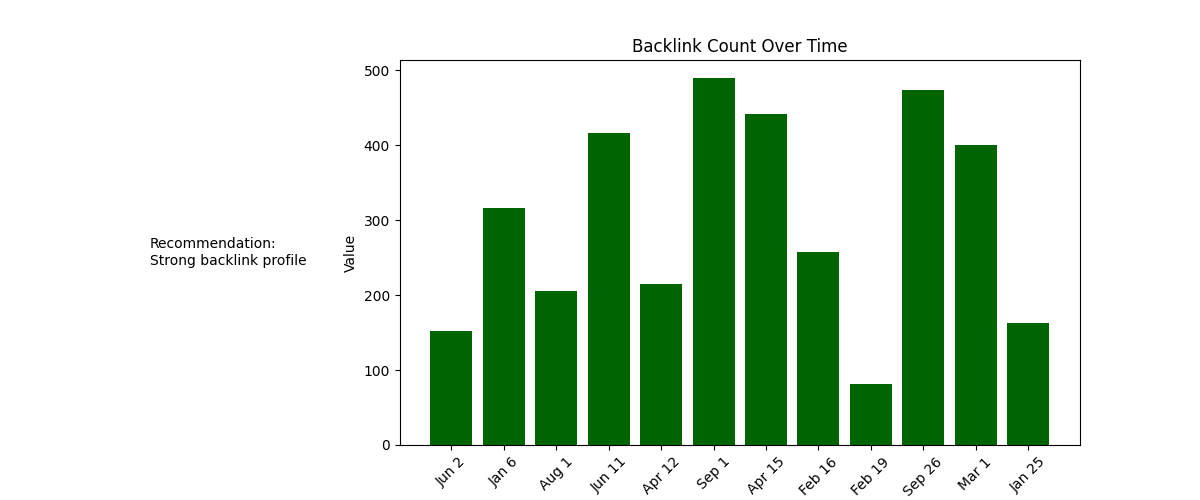 Backlink Count Over Time
Recommendation:
Strong backlink profile
Value
500
400
300
200
100
0
Jun 2
Jan 6
Aug 1
Jun 11
Apr 12
Sep 1
Apr 15
Feb 16
Feb 19
Sep 26
Mar 1
Jan 25